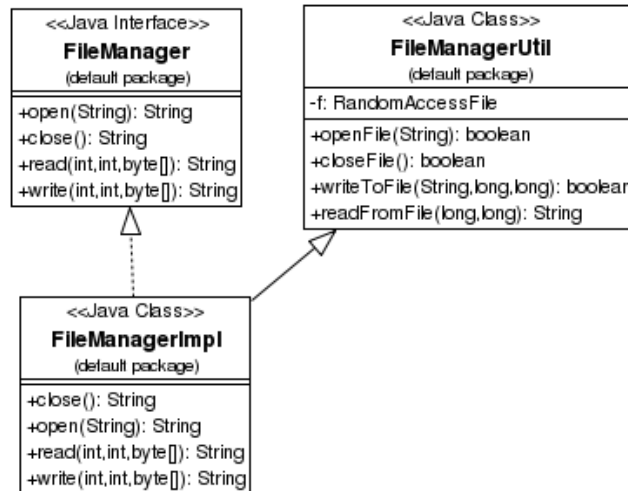 <<Java Interface>>
FileManager
(default package)
+open(String): String
+close(): String
+read(int,int,byte[]): String
+write(int,int,byte[]): String
<<Java Class>>
FileManagerUtil
(default package)
-f: RandomAccessFile
+openFile(String): boolean
+closeFile(): boolean
+writeToFile(String,long,long): boolean
+readFromFile(long,long): String
<<Java Class>>
FileManagerImpl
(default package)
+close(): String
+open(String): String
+read(int,int,byte[]): String
+write(int,int,byte[]): String